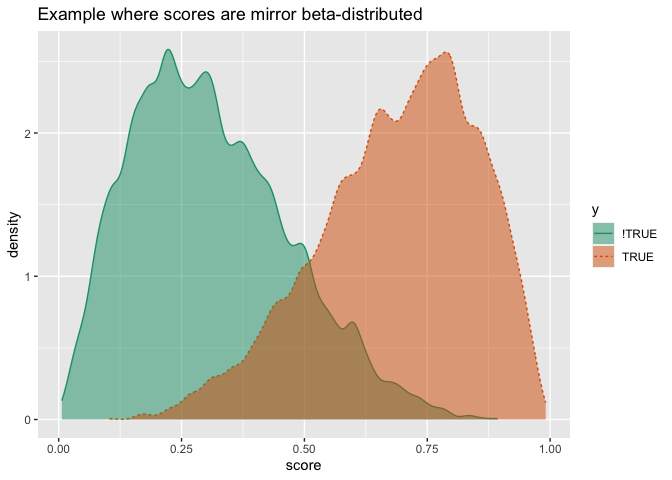 Example where scores are mirror beta-distributed
density
2
1
0
0.00 0.25 0.50 0.75 1.00
score
y
!TRUE
TRUE